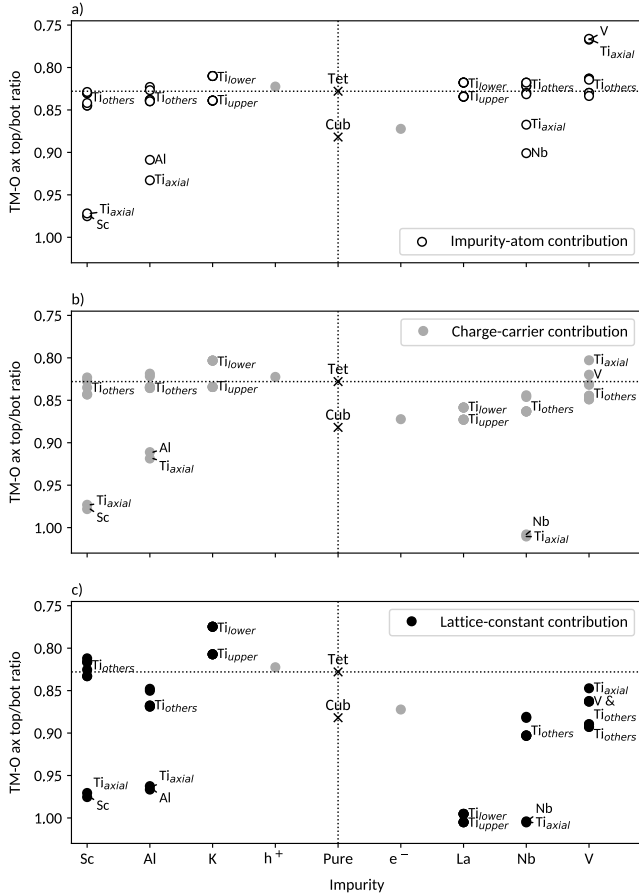 a)
TM-O ax top/bot ratio
0.75
0.80
0.85
0.90
0.95
1.00
Ti_others
Ti_axial
Sc
Ti_others
Al
Ti_axial
Ti_lower
Ti_upper
Tet
Cub
Ti_lower
Ti_upper
Ti_others
Ti_axial
Nb
V
Ti_axial
Ti_others
Impurity-atom contribution
b)
TM-O ax top/bot ratio
0.75
0.80
0.85
0.90
0.95
1.00
Ti_others
Ti_axial
Sc
Ti_others
Al
Ti_axial
Ti_lower
Ti_upper
Tet
Cub
Ti_lower
Ti_upper
Ti_others
Nb
Ti_axial
Ti_axial
V
Ti_others
Charge-carrier contribution
c)
TM-O ax top/bot ratio
0.75
0.80
0.85
0.90
0.95
1.00
Ti_others
Ti_axial
Sc
Ti_others
Ti_axial
Al
Ti_lower
Ti_upper
Tet
Cub
Ti_lower
Ti_upper
Ti_others
Nb
Ti_axial
Ti_axial
V &
Ti_others
Ti_others
Lattice-constant contribution
Sc Al K h⁺ Pure e⁻ La Nb V
Impurity